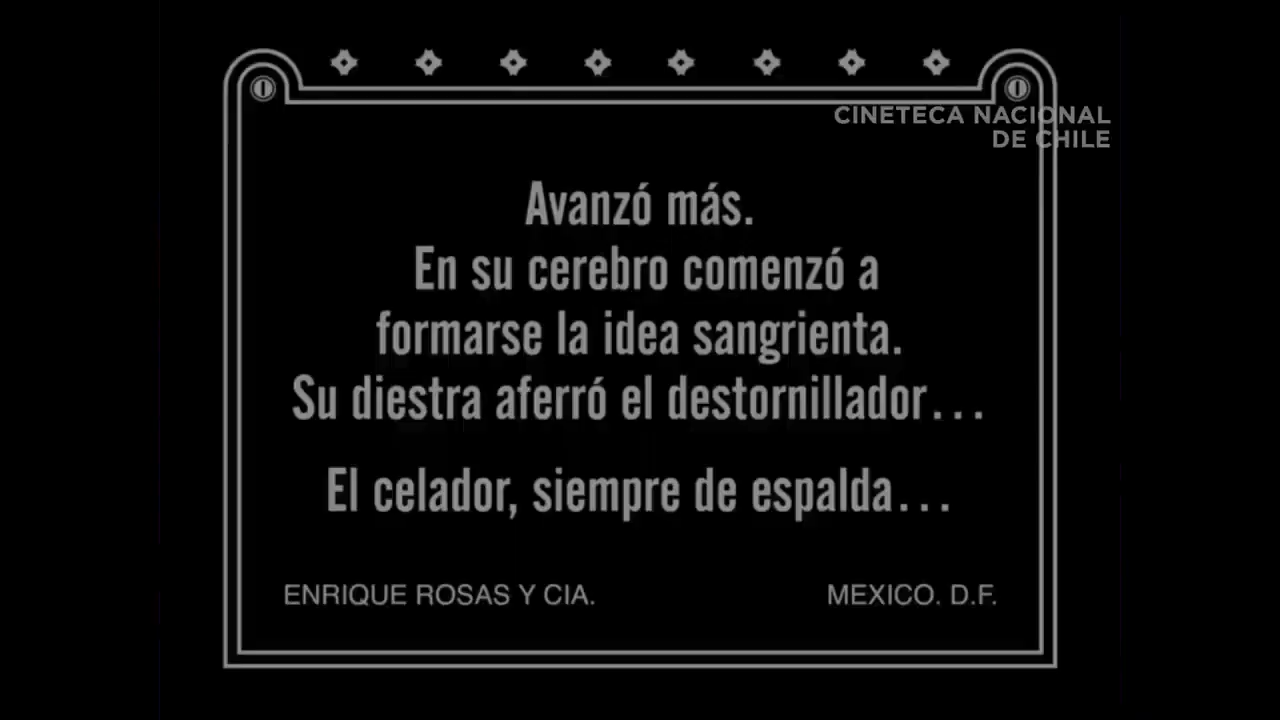 CINETECA NACIONAL
DE CHILE
Avanzó más.
En su cerebro comenzó a
formarse la idea sangrienta.
Su diestra aferró el destornillador...
El celador, siempre de espalda...
ENRIQUE ROSAS Y CIA.
MEXICO. D.F.